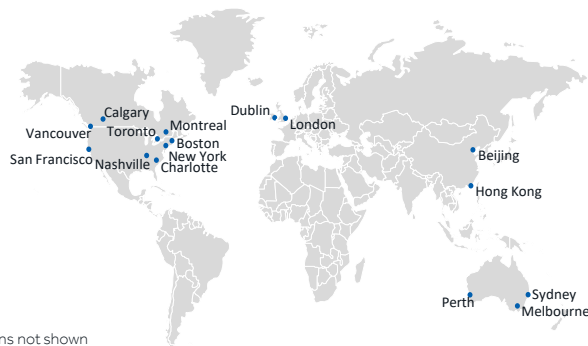 Calgary
Vancouver
Toronto
Montreal
Boston
San Francisco
Nashville
New York
Charlotte
Dublin
London
Beijing
Hong Kong
Perth
Sydney
Melbourne
not shown